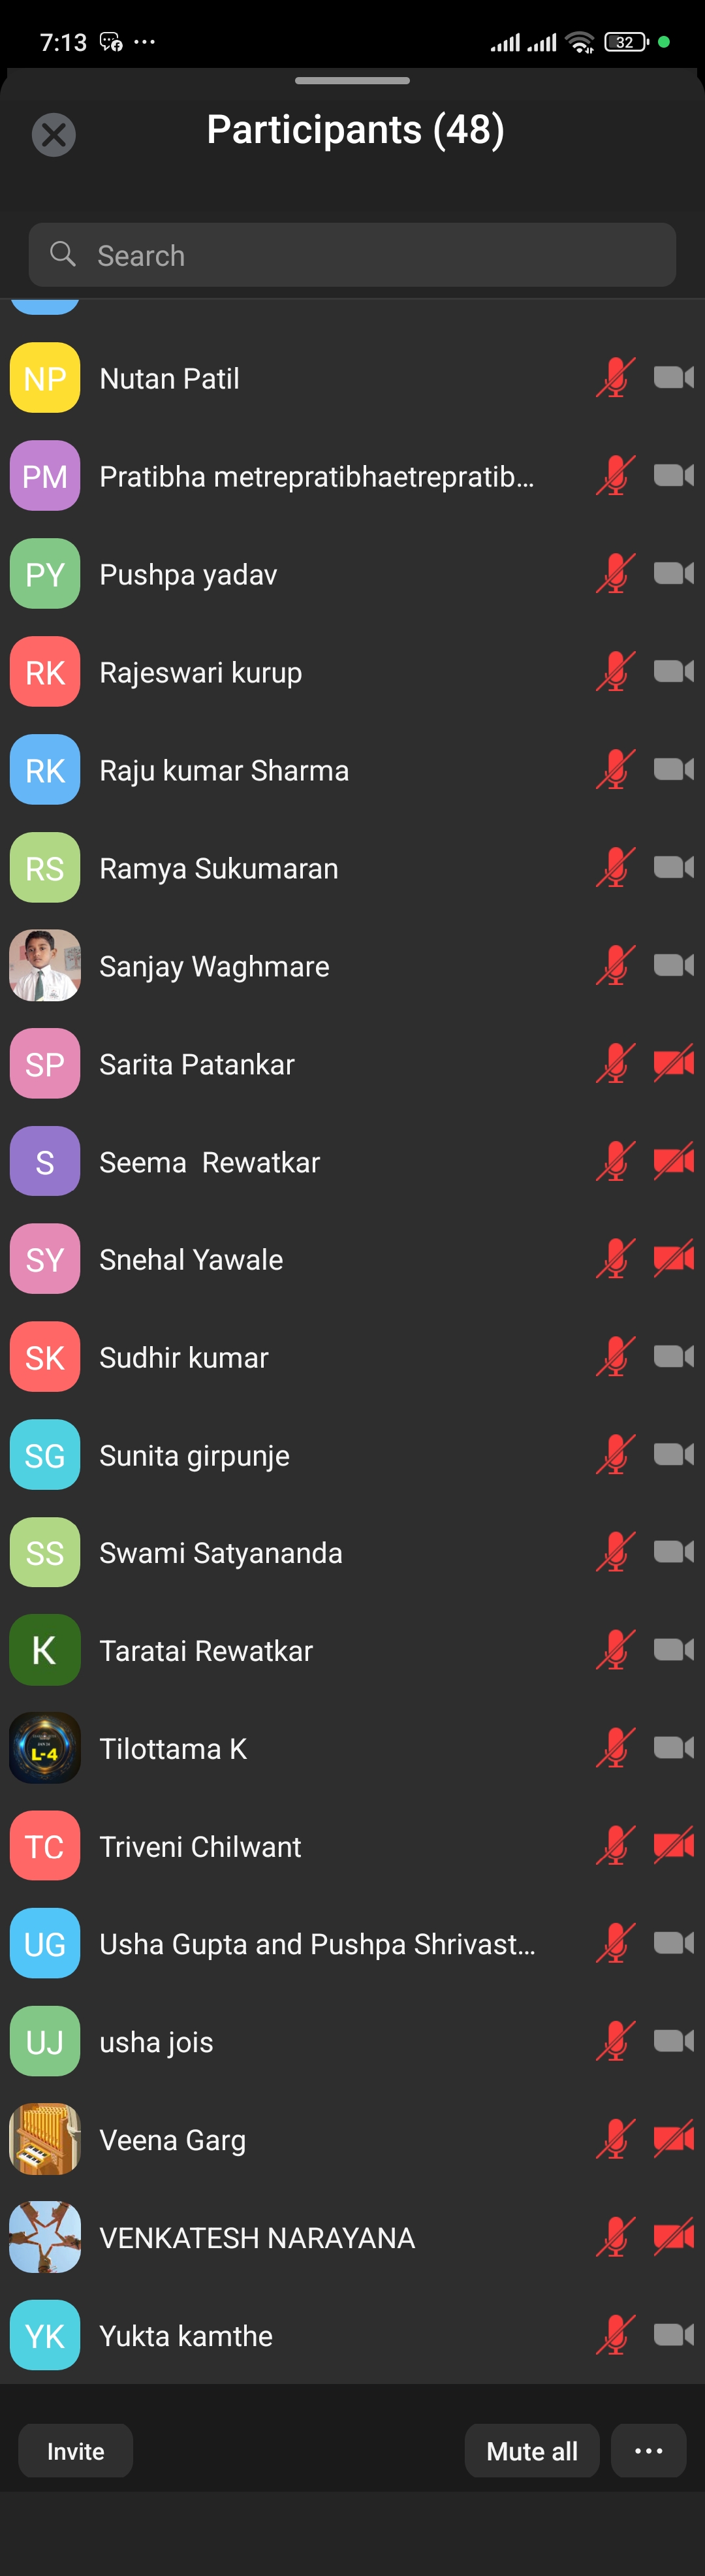 7:13
32
Participants (48)
Search
NP Nutan Patil
PM Pratibha metrepratibhaetrepratib...
PY Pushpa yadav
RK Rajeswari kurup
RK Raju kumar Sharma
RS Ramya Sukumaran
Sanjay Waghmare
SP Sarita Patankar
S Seema  Rewatkar
SY Snehal Yawale
SK Sudhir kumar
SG Sunita girpunje
SS Swami Satyananda
K Taratai Rewatkar
L-4 Tilottama K
TC Triveni Chilwant
UG Usha Gupta and Pushpa Shrivast...
UJ usha jois
Veena Garg
VENKATESH NARAYANA
YK Yukta kamthe
Invite
Mute all